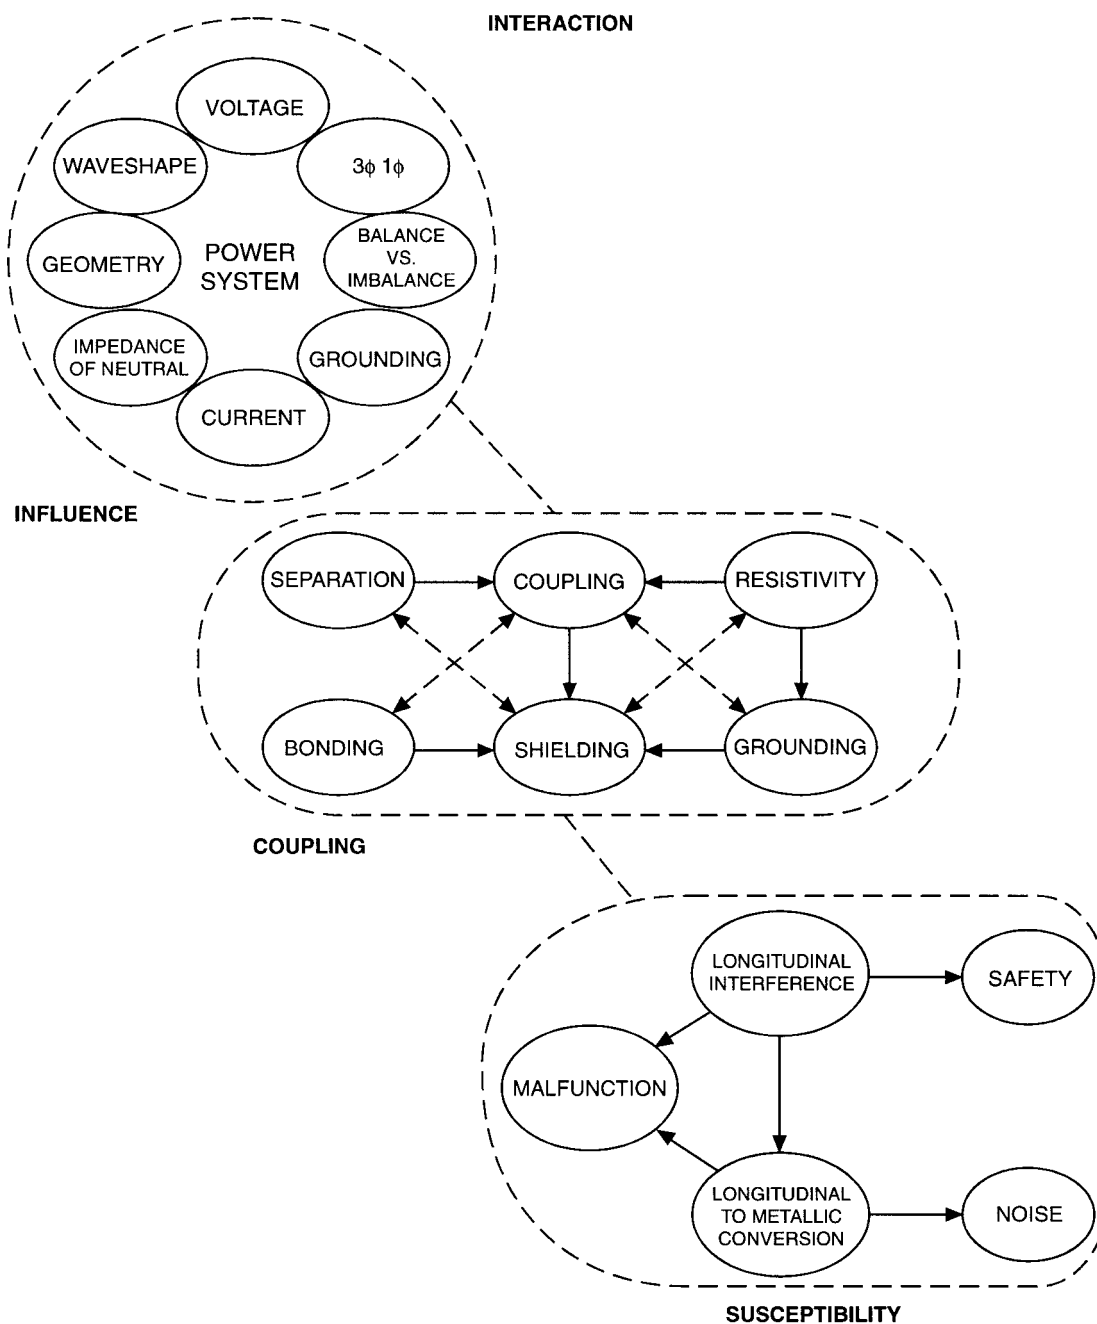 INTERACTION
VOLTAGE
WAVESHAPE
3ϕ 1ϕ
GEOMETRY
POWER
SYSTEM
BALANCE
VS.
IMBALANCE
IMPEDANCE
OF NEUTRAL
GROUNDING
CURRENT
INFLUENCE
SEPARATION
COUPLING
RESISTIVITY
BONDING
SHIELDING
GROUNDING
COUPLING
LONGITUDINAL
INTERFERENCE
SAFETY
MALFUNCTION
LONGITUDINAL
TO METALLIC
CONVERSION
NOISE
SUSCEPTIBILITY